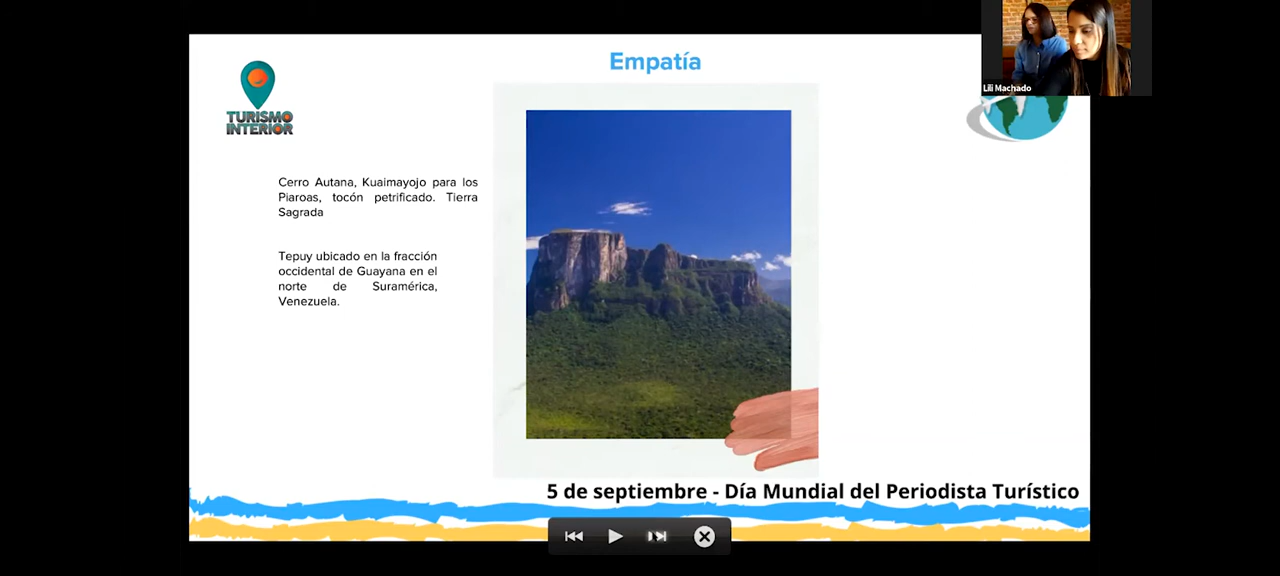 Empatía
Lili Machado
TURISMO
INTERIOR
Cerro Autana, Kuaimayojo para los
Piaroas, tocón petrificado. Tierra
Sagrada
Tepuy ubicado en la fracción
occidental de Guayana en el
norte de Suramérica,
Venezuela.
5 de septiembre - Día Mundial del Periodista Turístico